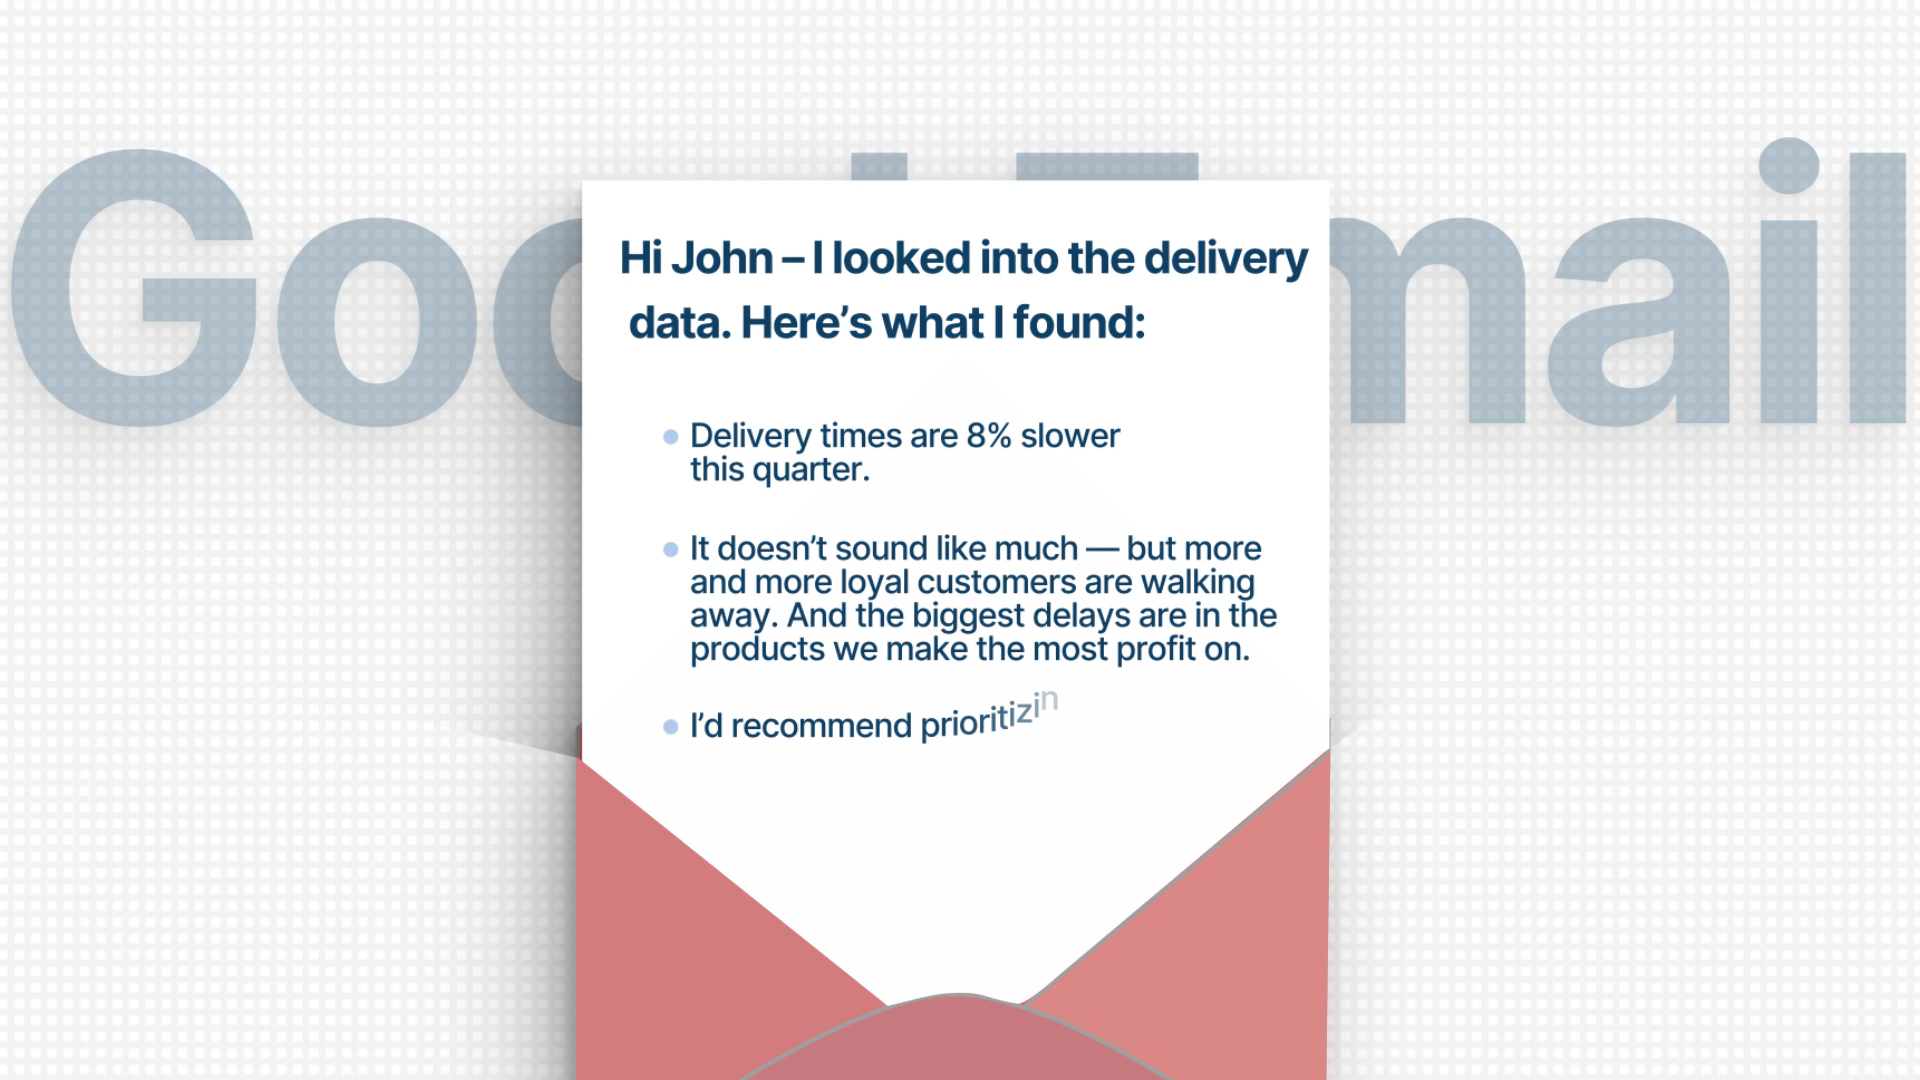 Good Email
Hi John – I looked into the delivery
data. Here’s what I found:
Delivery times are 8% slower
this quarter.
It doesn’t sound like much — but more
and more loyal customers are walking
away. And the biggest delays are in the
products we make the most profit on.
I’d recommend prioritizin